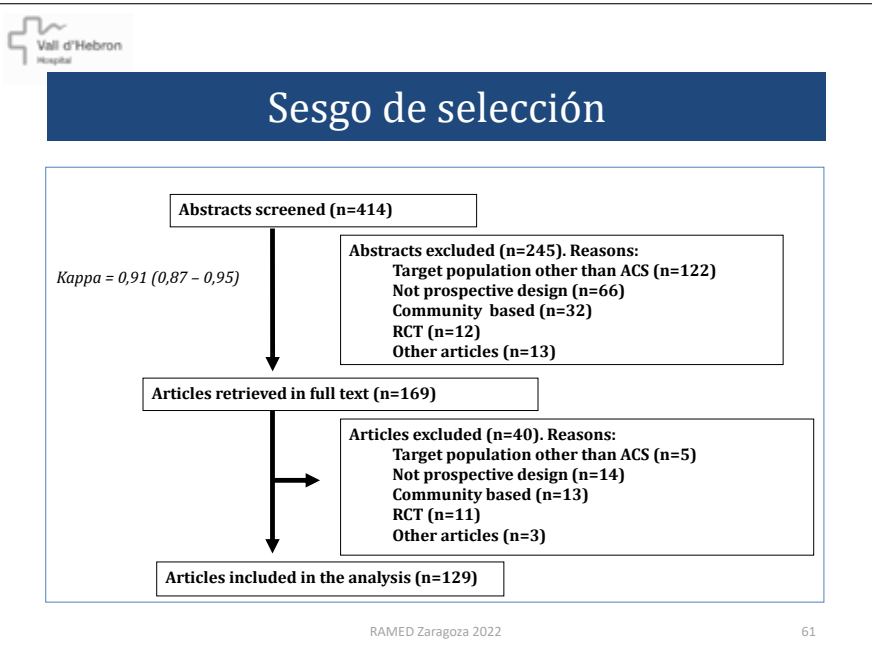 Vall d'Hebron
Hospital
Sesgo de selección
Abstracts screened (n=414)
Kappa = 0,91 (0,87 – 0,95)
Abstracts excluded (n=245). Reasons:
Target population other than ACS (n=122)
Not prospective design (n=66)
Community based (n=32)
RCT (n=12)
Other articles (n=13)
Articles retrieved in full text (n=169)
Articles excluded (n=40). Reasons:
Target population other than ACS (n=5)
Not prospective design (n=14)
Community based (n=13)
RCT (n=11)
Other articles (n=3)
Articles included in the analysis (n=129)
RAMED Zaragoza 2022
61